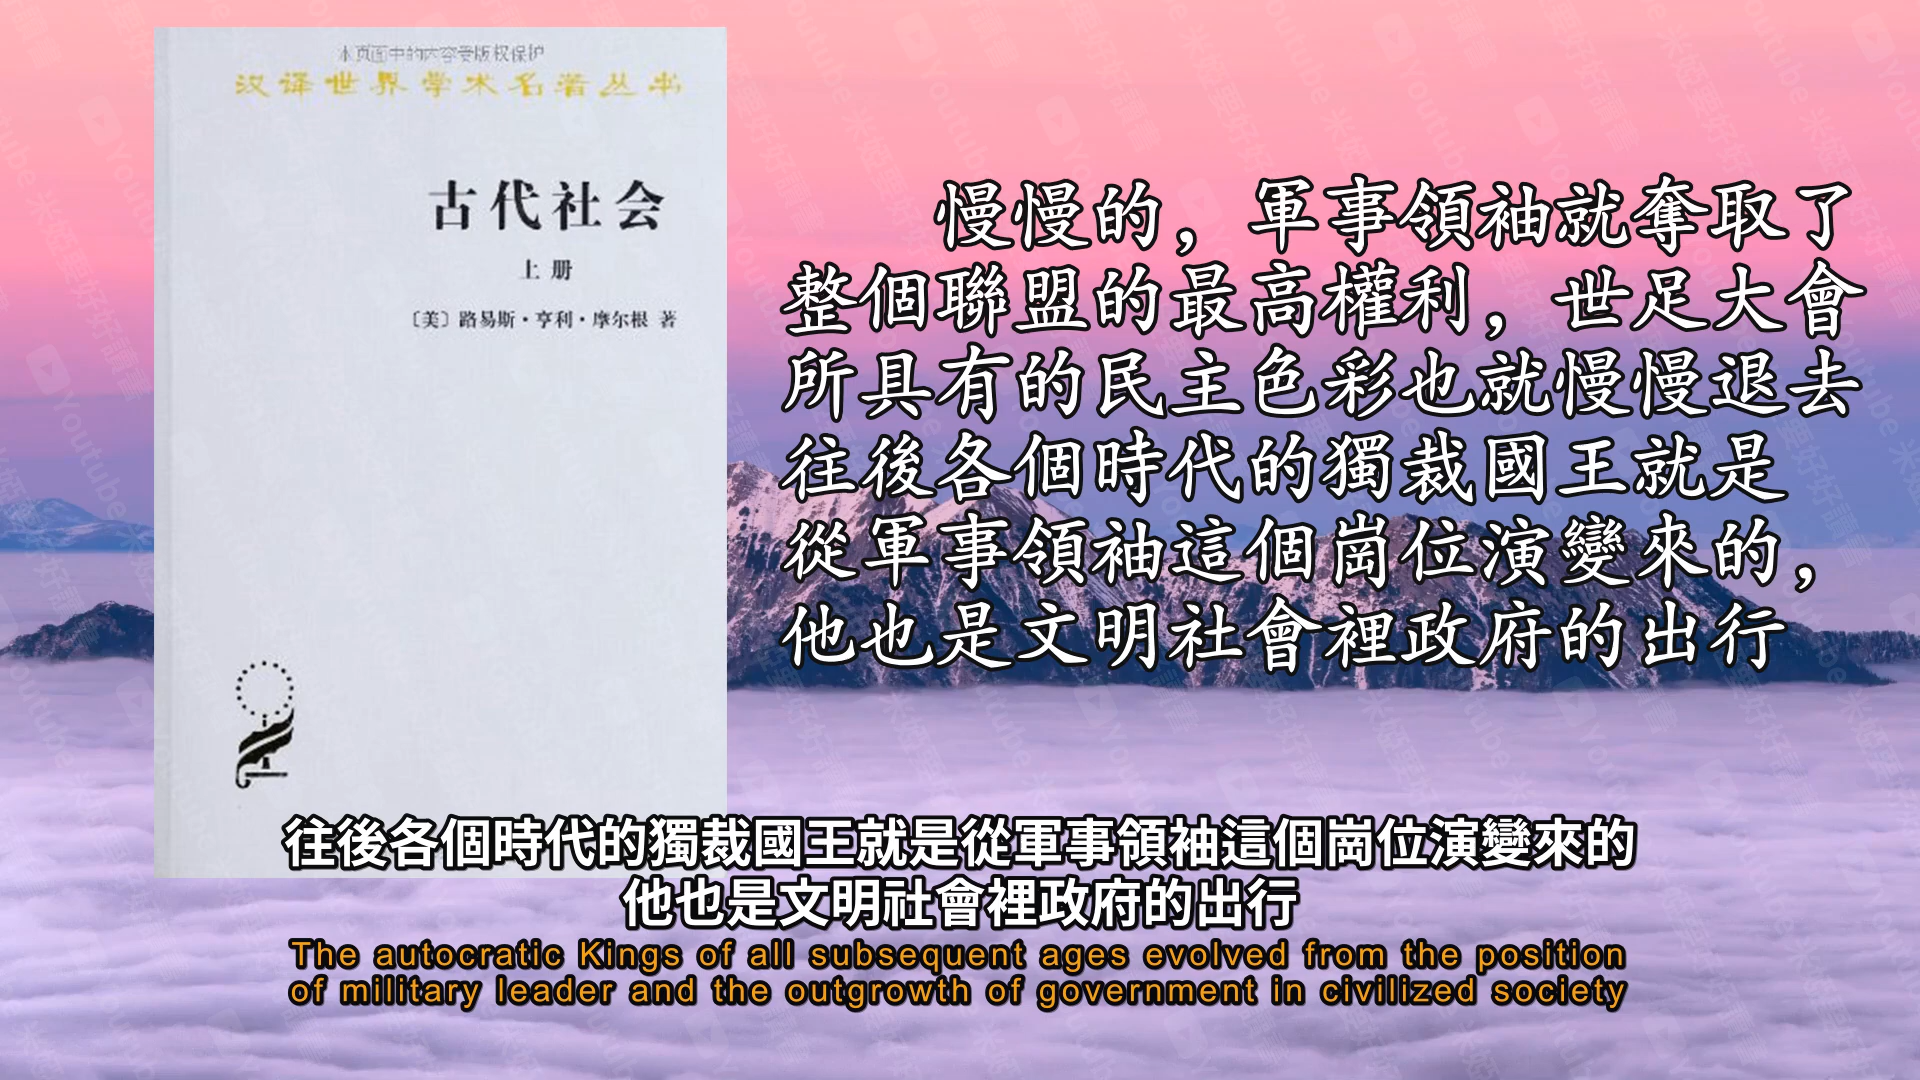 本页面中的内容受版权保护
汉译世界学术名著丛书
古代社会
上册
〔美〕路易斯·亨利·摩尔根 著
慢慢的，軍事領袖就奪取了
整個聯盟的最高權利，世足大會
所具有的民主色彩也就慢慢退去
往後各個時代的獨裁國王就是
從軍事領袖這個崗位演變來的，
他也是文明社會裡政府的出行
往後各個時代的獨裁國王就是從軍事領袖這個崗位演變來的
他也是文明社會裡政府的出行
The autocratic Kings of all subsequent ages evolved from the position
of military leader and the outgrowth of government in civilized society